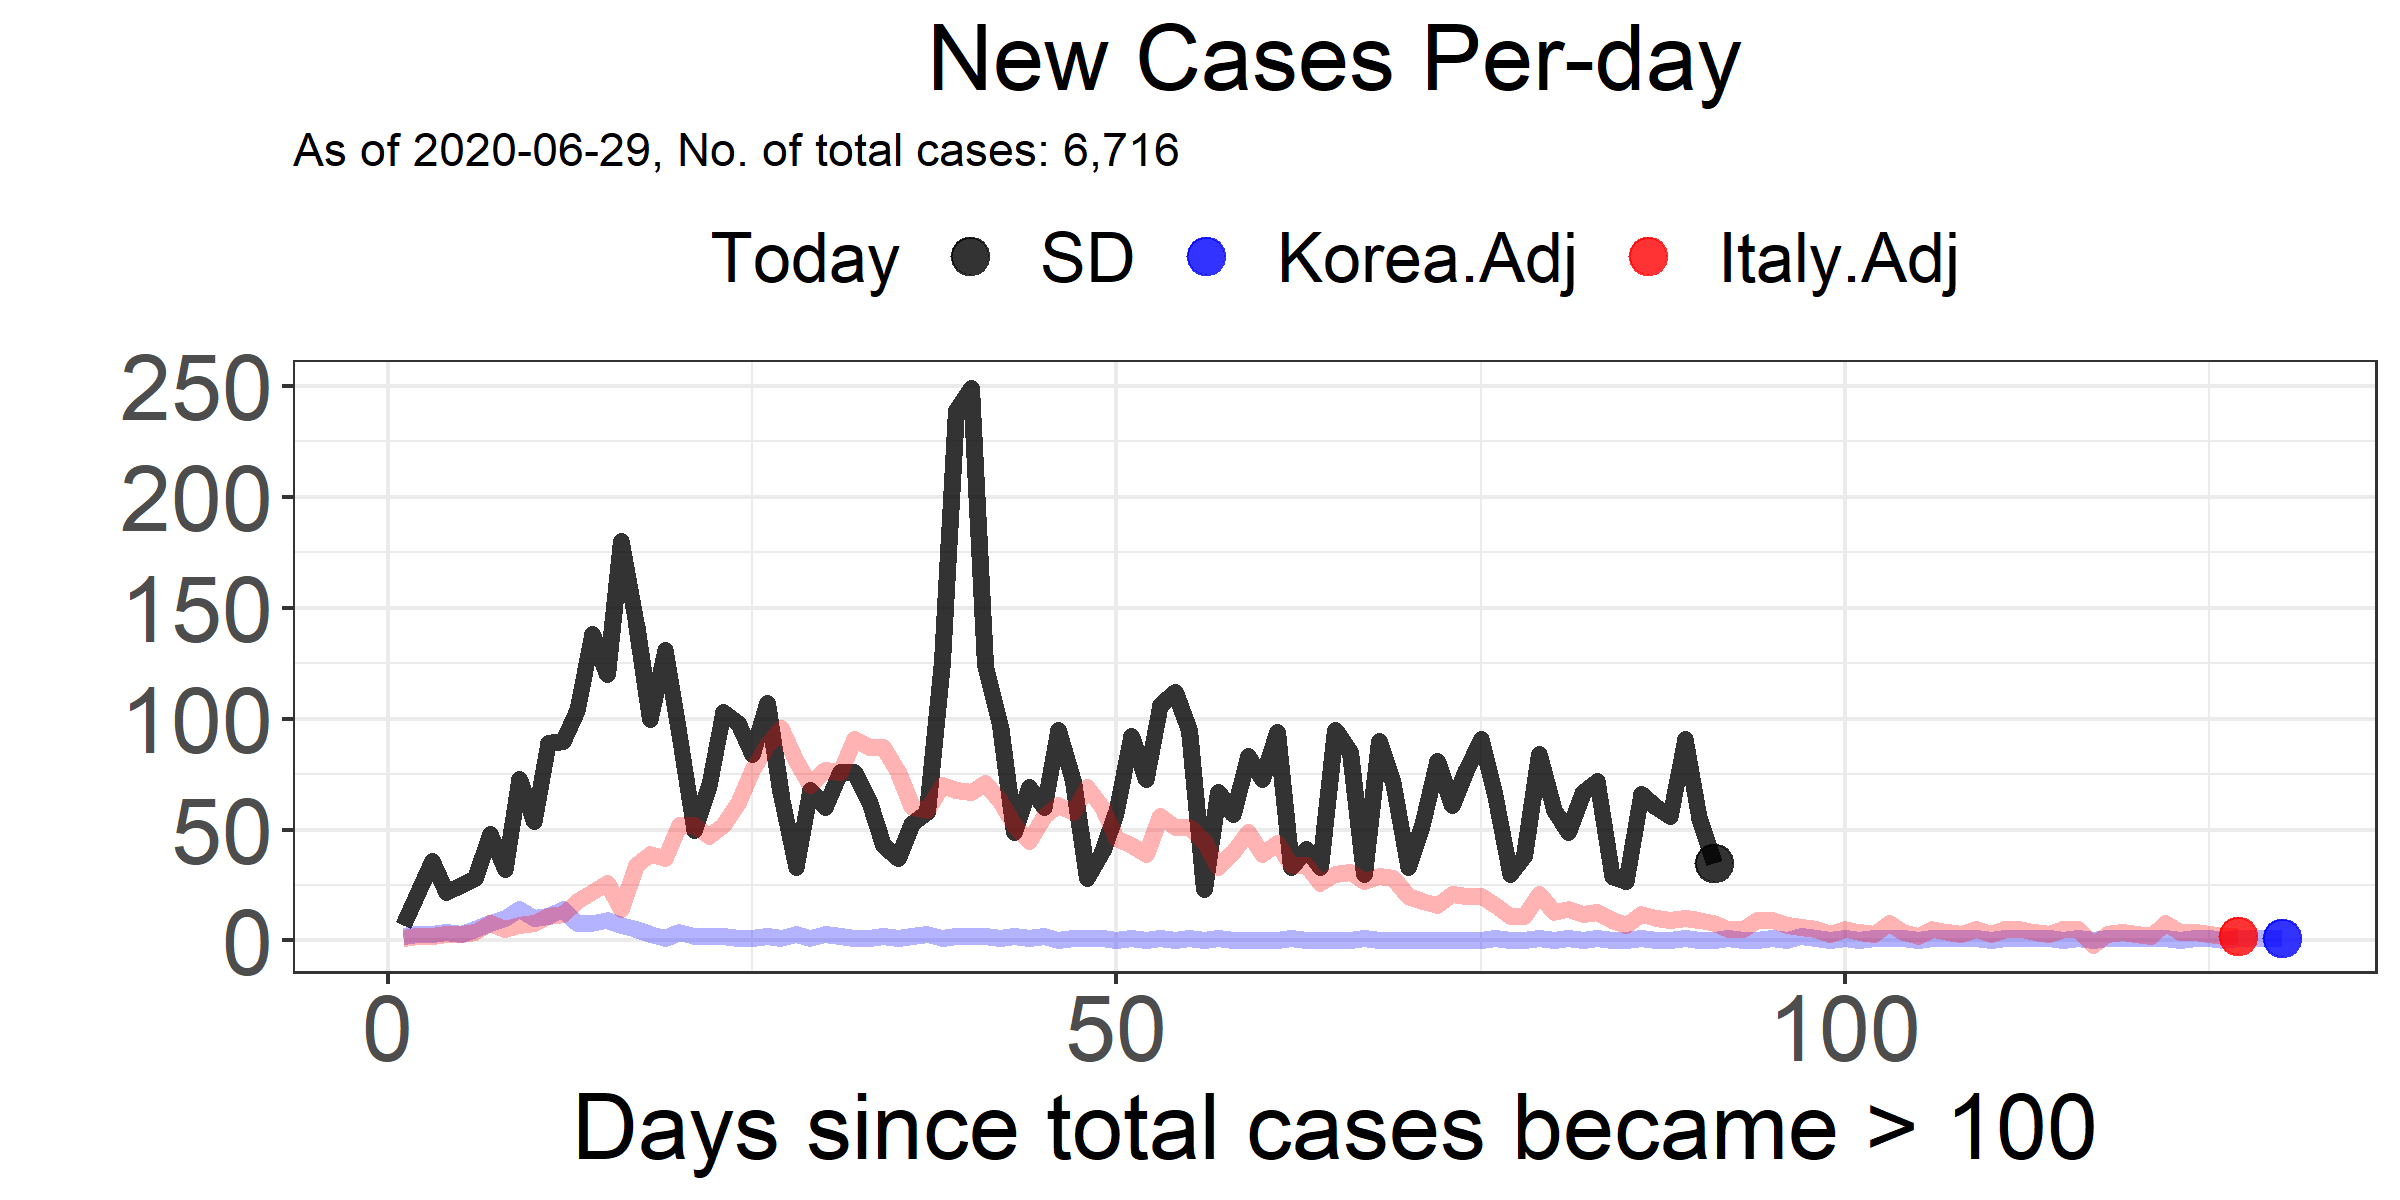 New Cases Per-day
As of 2020-06-29, No. of total cases: 6,716
Today SD Korea.Adj Italy.Adj
250
200
150
100
50
0
0 50 100
Days since total cases became > 100